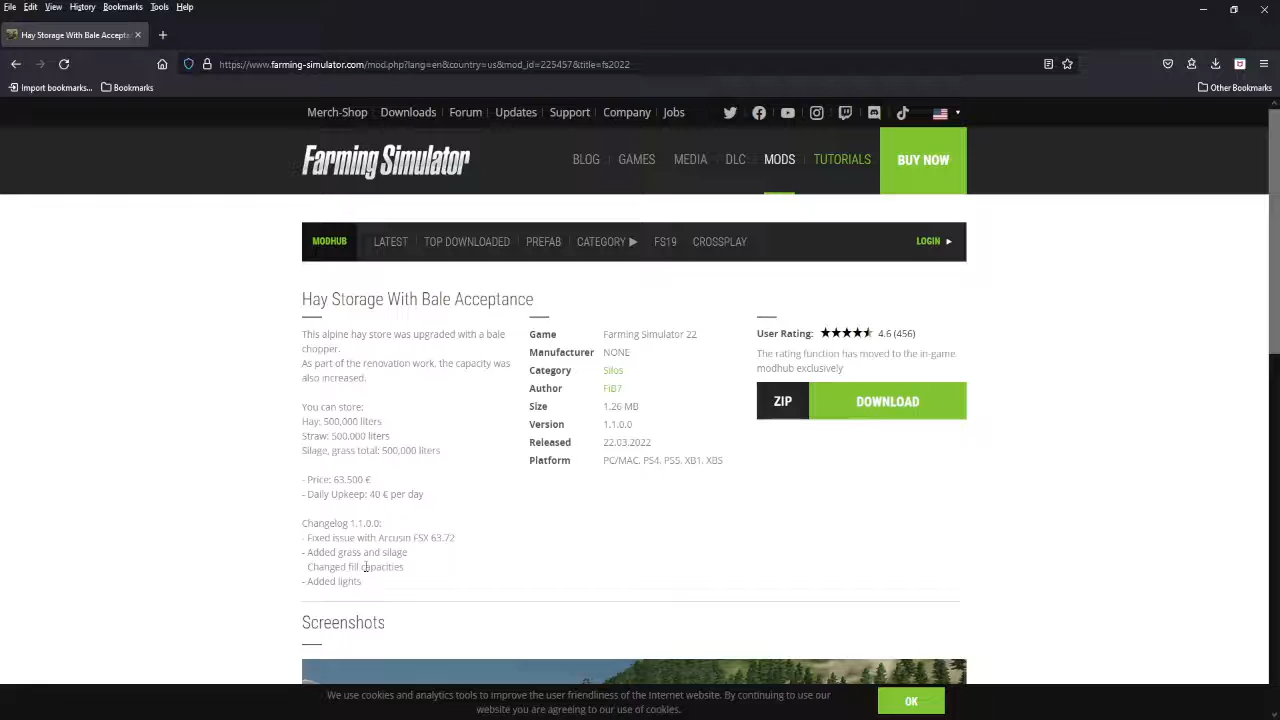 File Edit View History Bookmarks Tools Help
Hay Storage With Bale Accepta
https://www.farming-simulator.com/mod.php?lang=en&country=us&mod_id=225457&title=fs2022
Import bookmarks... Bookmarks Other Bookmarks
Merch-Shop Downloads Forum Updates Support Company Jobs
Farming Simulator BLOG GAMES MEDIA DLC MODS TUTORIALS BUY NOW
MODHUB LATEST TOP DOWNLOADED PREFAB CATEGORY FS19 CROSSPLAY LOGIN
Hay Storage With Bale Acceptance
This alpine hay store was upgraded with a bale
chopper.
As part of the renovation work, the capacity was
also increased.
You can store:
Hay: 500,000 liters
Straw: 500.000 liters
Silage, grass total: 500,000 liters
- Price: 63.500 €
- Daily Upkeep: 40 € per day
Changelog 1.1.0.0:
- Fixed issue with Arcusin FSX 63.72
- Added grass and silage
Changed fill capacities
- Added lights
Game Farming Simulator 22
Manufacturer NONE
Category Silos
Author FiB7
Size 1.26 MB
Version 1.1.0.0
Released 22.03.2022
Platform PC/MAC, PS4, PS5, XB1, XBS
User Rating: 4.6 (456)
The rating function has moved to the in-game
modhub exclusively
ZIP DOWNLOAD
Screenshots
We use cookies and analytics tools to improve the user friendliness of the Internet website. By continuing to use our
website you are agreeing to our use of cookies.
OK